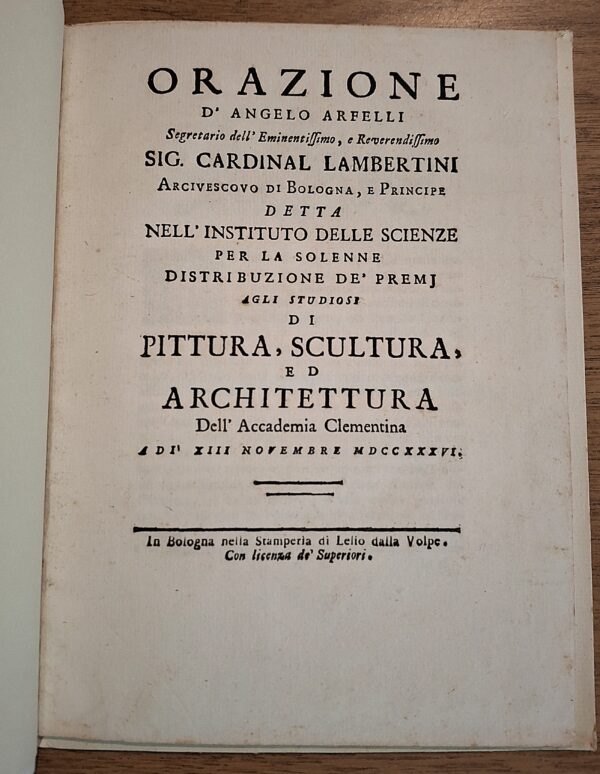 ORAZIONE
D' ANGELO ARFELLI
Segretario dell' Eminentissimo, e Reverendissimo
SIG. CARDINAL LAMBERTINI
ARCIVESCOVO DI BOLOGNA, E PRINCIPE
DETTA
NELL' INSTITUTO DELLE SCIENZE
PER LA SOLENNE
DISTRIBUZIONE DE' PREMJ
AGLI STUDIOSI
DI
PITTURA, SCULTURA,
ED
ARCHITETTURA
Dell' Accademia Clementina
A DI' XIII NOVEMBRE MDCCXXXVI.
In Bologna nella Stamperia di Lelio dalla Volpe.
Con licenza de' Superiori.